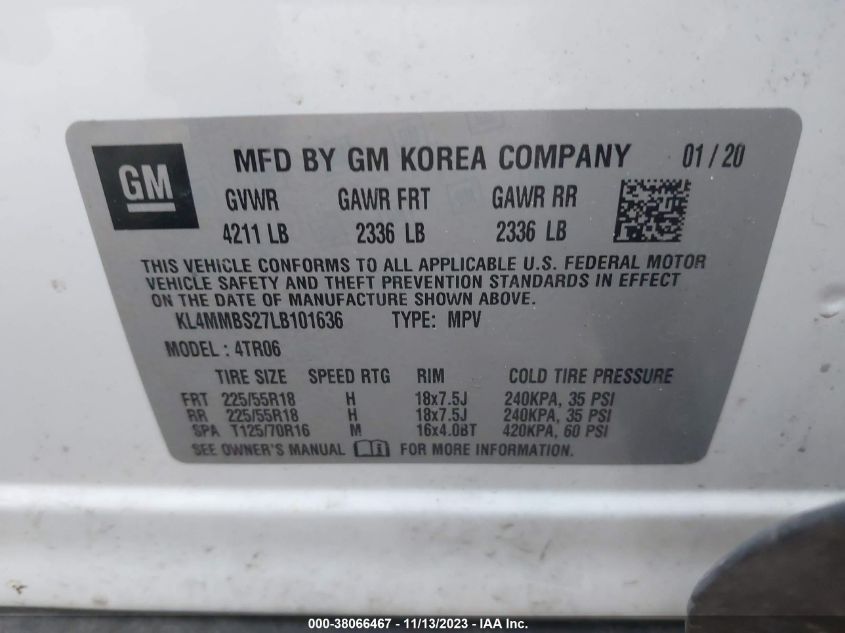 GM
MFD BY GM KOREA COMPANY 01/20
GVWR GAWR FRT GAWR RR
4211 LB 2336 LB 2336 LB
THIS VEHICLE CONFORMS TO ALL APPLICABLE U.S. FEDERAL MOTOR
VEHICLE SAFETY AND THEFT PREVENTION STANDARDS IN EFFECT
ON THE DATE OF MANUFACTURE SHOWN ABOVE.
KL4MMBS27LB101636 TYPE: MPV
MODEL : 4TR06
TIRE SIZE SPEED RTG RIM COLD TIRE PRESSURE
FRT 225/55R18 H 18x7.5J 240KPA, 35 PSI
RR 225/55R18 H 18x7.5J 240KPA, 35 PSI
SPA T125/70R16 M 16x4.0BT 420KPA, 60 PSI
SEE OWNER'S MANUAL FOR MORE INFORMATION.
000-38066467 - 11/13/2023 - IAA Inc.